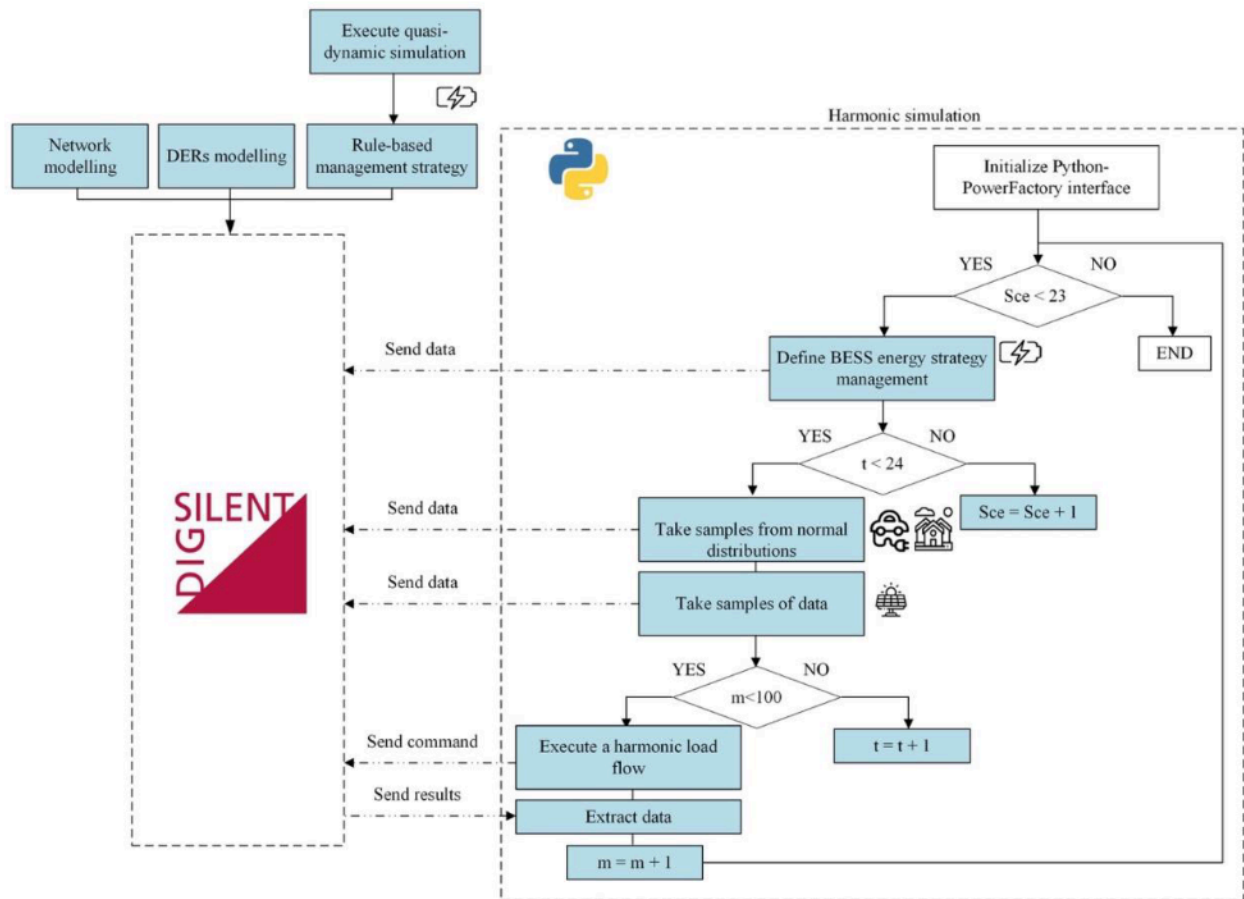 Execute quasi-
dynamic simulation
Network
modelling
DERs modelling
Rule-based
management strategy
Harmonic simulation
Initialize Python-
PowerFactory interface
YES
NO
Sce < 23
END
Send data
Define BESS energy strategy
management
YES
NO
t < 24
Sce = Sce + 1
DIG
SILENT
Send data
Take samples from normal
distributions
Send data
Take samples of data
YES
NO
m<100
t = t + 1
Send command
Execute a harmonic load
flow
Send results
Extract data
m = m + 1